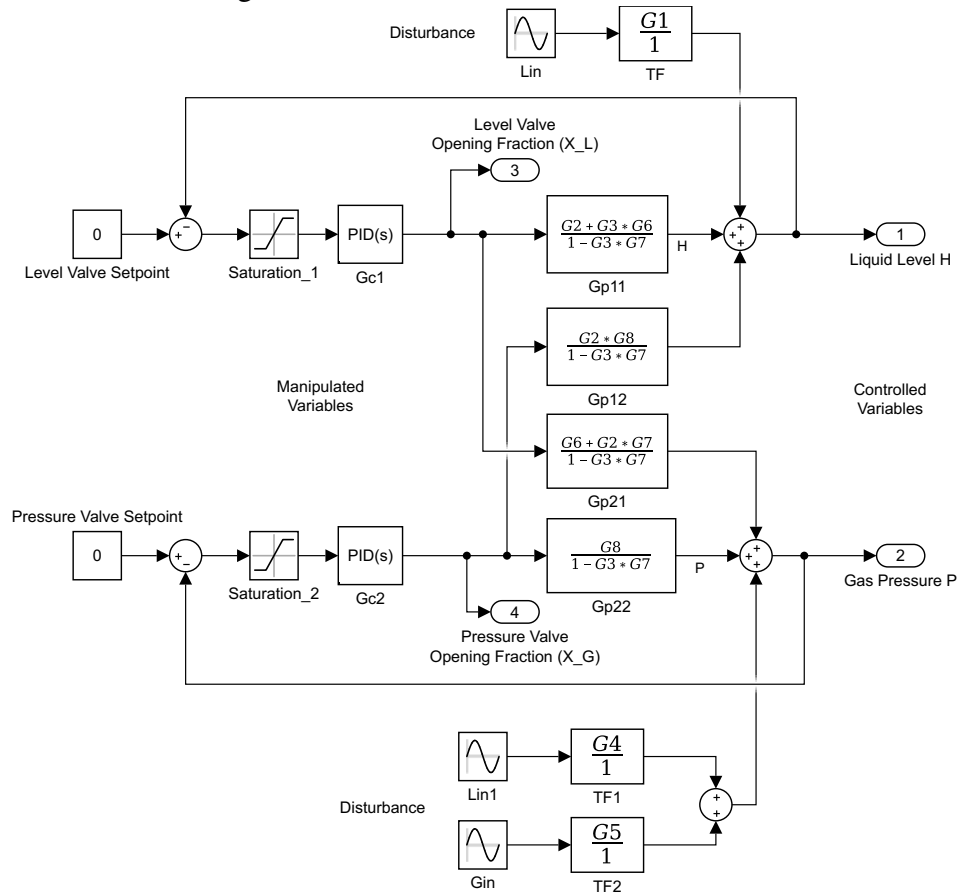 Disturbance
Lin
G1
1
TF
Level Valve
Opening Fraction (X_L)
3
0
Level Valve Setpoint
+
−
Saturation_1
PID(s)
Gc1
G2 + G3 * G6
1 − G3 * G7
Gp11
H
+
+
+
1
Liquid Level H
G2 * G8
1 − G3 * G7
Gp12
Manipulated
Variables
Controlled
Variables
G6 + G2 * G7
1 − G3 * G7
Gp21
Pressure Valve Setpoint
0
+
−
Saturation_2
PID(s)
Gc2
G8
1 − G3 * G7
Gp22
P
+
+
+
2
Gas Pressure P
4
Pressure Valve
Opening Fraction (X_G)
Disturbance
Lin1
G4
1
TF1
+
+
Gin
G5
1
TF2